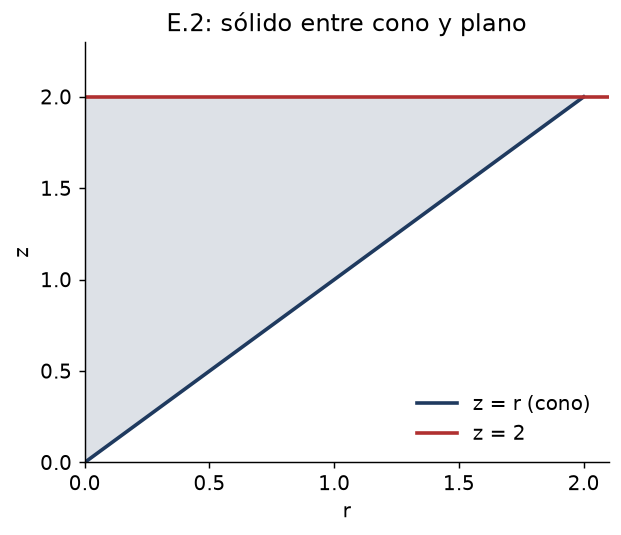 E.2: sólido entre cono y plano
2.0
1.5
1.0
0.5
0.0
z
z = r (cono)
z = 2
0.0 0.5 1.0 1.5 2.0
r